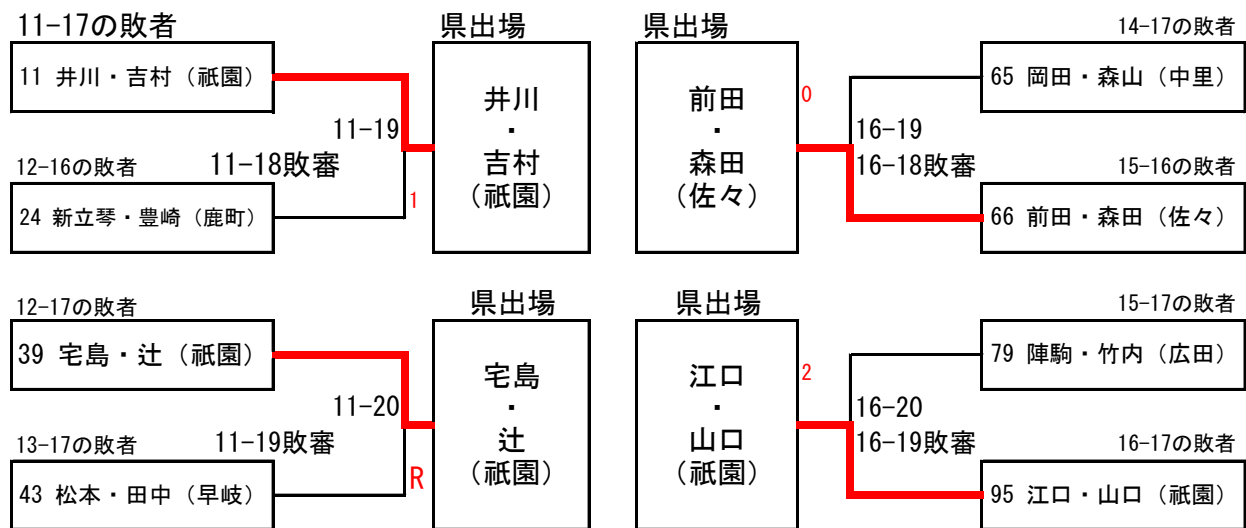 11-17の敗者
11 井川・吉村（祇園）
12-16の敗者
24 新立琴・豊崎（鹿町）
11-19
11-18敗審
1
県出場
井川
・
吉村
（祇園）
県出場
前田
・
森田
（佐々）
0
16-19
16-18敗審
14-17の敗者
65 岡田・森山（中里）
15-16の敗者
66 前田・森田（佐々）
12-17の敗者
39 宅島・辻（祇園）
13-17の敗者
43 松本・田中（早岐）
11-20
11-19敗審
R
県出場
宅島
・
辻
（祇園）
県出場
江口
・
山口
（祇園）
2
16-20
16-19敗審
15-17の敗者
79 陣駒・竹内（広田）
16-17の敗者
95 江口・山口（祇園）